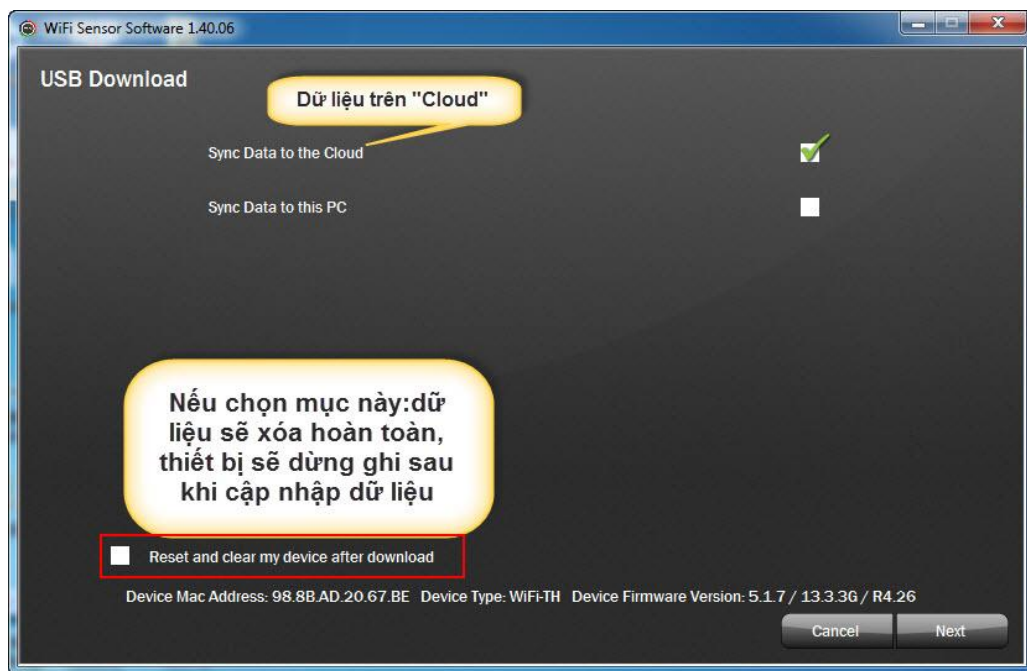 WiFi Sensor Software 1.40.06
USB Download
Dữ liệu trên "Cloud"
Sync Data to the Cloud
Sync Data to this PC
Nếu chọn mục này:dữ
liệu sẽ xóa hoàn toàn,
thiết bị sẽ dừng ghi sau
khi cập nhập dữ liệu
Reset and clear my device after download
Device Mac Address: 98.8B.AD.20.67.BE Device Type: WiFi-TH Device Firmware Version: 5.1.7 / 13.3.3G / R4.26
Cancel Next